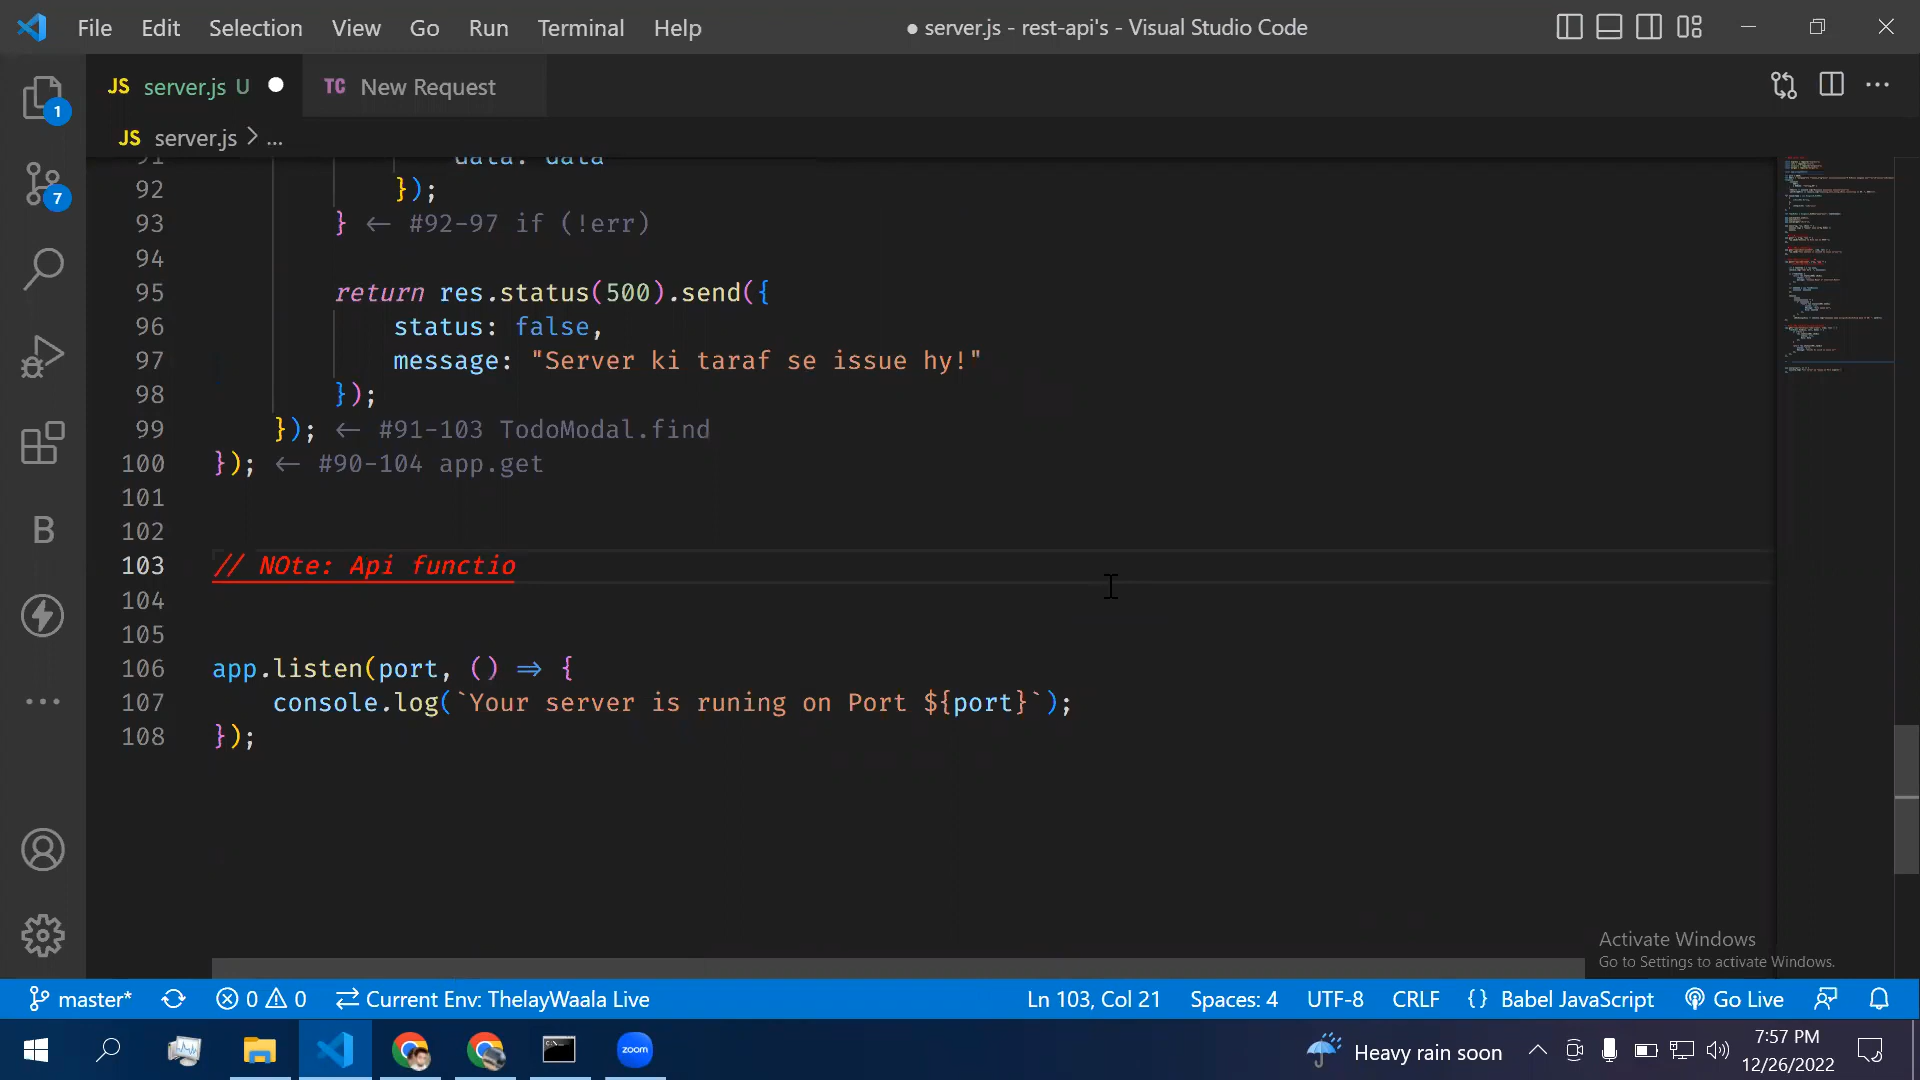 File Edit Selection View Go Run Terminal Help
● server.js - rest-api's - Visual Studio Code
JS server.js U
TC New Request
JS server.js > ...
91 data: data
92 });
93 } ← #92-97 if (!err)
94
95 return res.status(500).send({
96 status: false,
97 message: "Server ki taraf se issue hy!"
98 });
99 }); ← #91-103 TodoModal.find
100 }); ← #90-104 app.get
101
102
103 // NOte: Api functio
104
105
106 app.listen(port, () => {
107 console.log(`Your server is runing on Port ${port}`);
108 });
1
7
B
Activate Windows
Go to Settings to activate Windows.
master* 0 0 Current Env: ThelayWaala Live Ln 103, Col 21 Spaces: 4 UTF-8 CRLF {} Babel JavaScript Go Live
zoom
Heavy rain soon
7:57 PM
12/26/2022